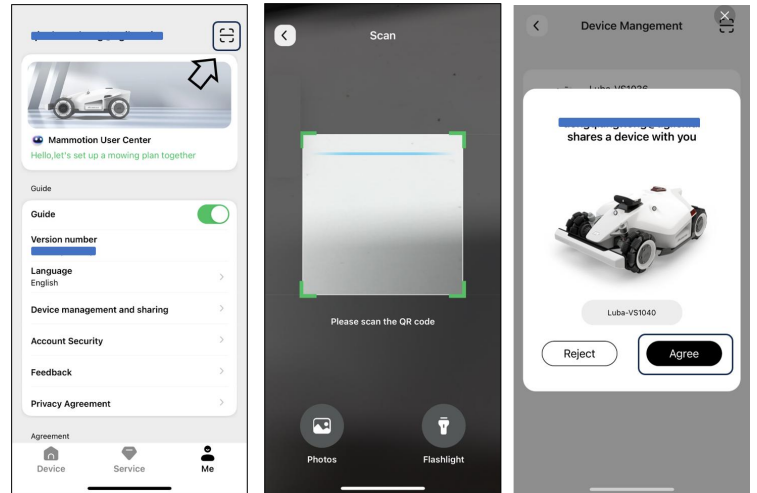 Mammotion User Center
Hello,let's set up a mowing plan together
Guide
Guide
Version number
Language
English
Device management and sharing
Account Security
Feedback
Privacy Agreement
Agreement
Device
Service
Me
Scan
Please scan the QR code
Photos
Flashlight
Device Mangement
Luba-VS1036
shares a device with you
Luba-VS1040
Reject
Agree